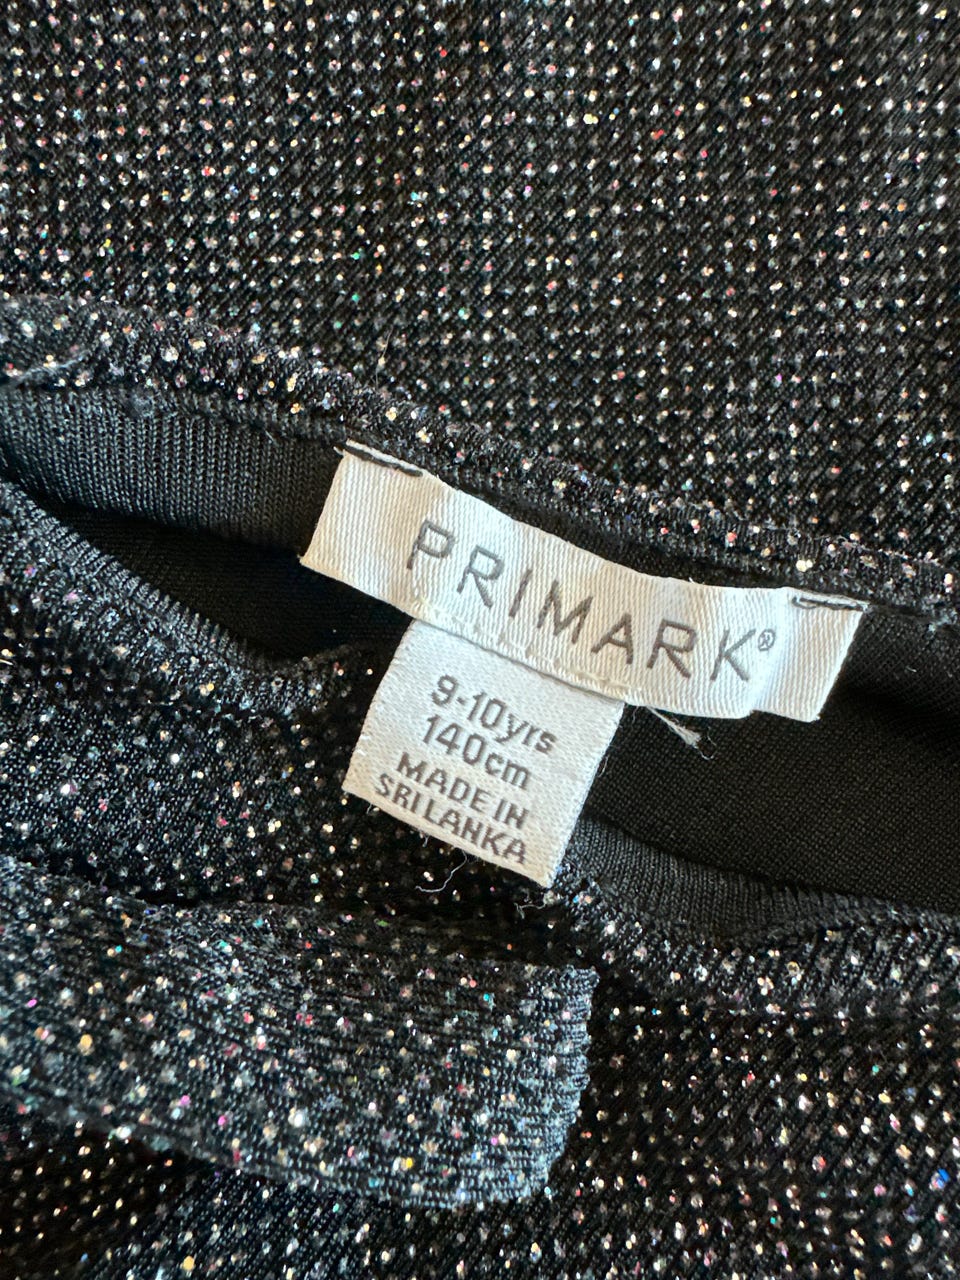 PRIMARK®
9-10yrs
140cm
MADE IN
SRI LANKA